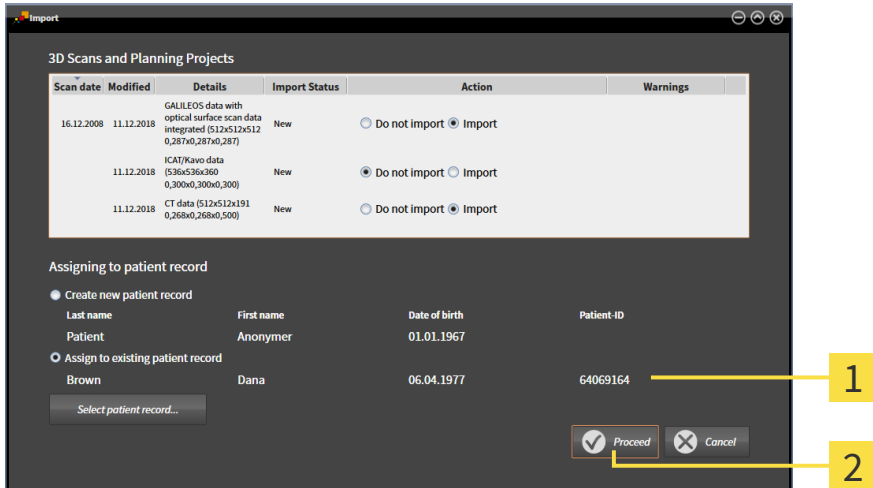 Import
3D Scans and Planning Projects
Scan date Modified Details Import Status Action Warnings
GALILEOS data with
optical surface scan data
16.12.2008 11.12.2018 integrated (512x512x512 New Do not import Import
0,287x0,287x0,287)
ICAT/Kavo data
11.12.2018 (536x536x360 New Do not import Import
0,300x0,300x0,300)
11.12.2018 CT data (512x512x191 New Do not import Import
0,268x0,268x0,500)
Assigning to patient record
Create new patient record
Last name First name Date of birth Patient-ID
Patient Anonymer 01.01.1967
Assign to existing patient record
Brown Dana 06.04.1977 64069164 1
Select patient record...
Proceed Cancel
2